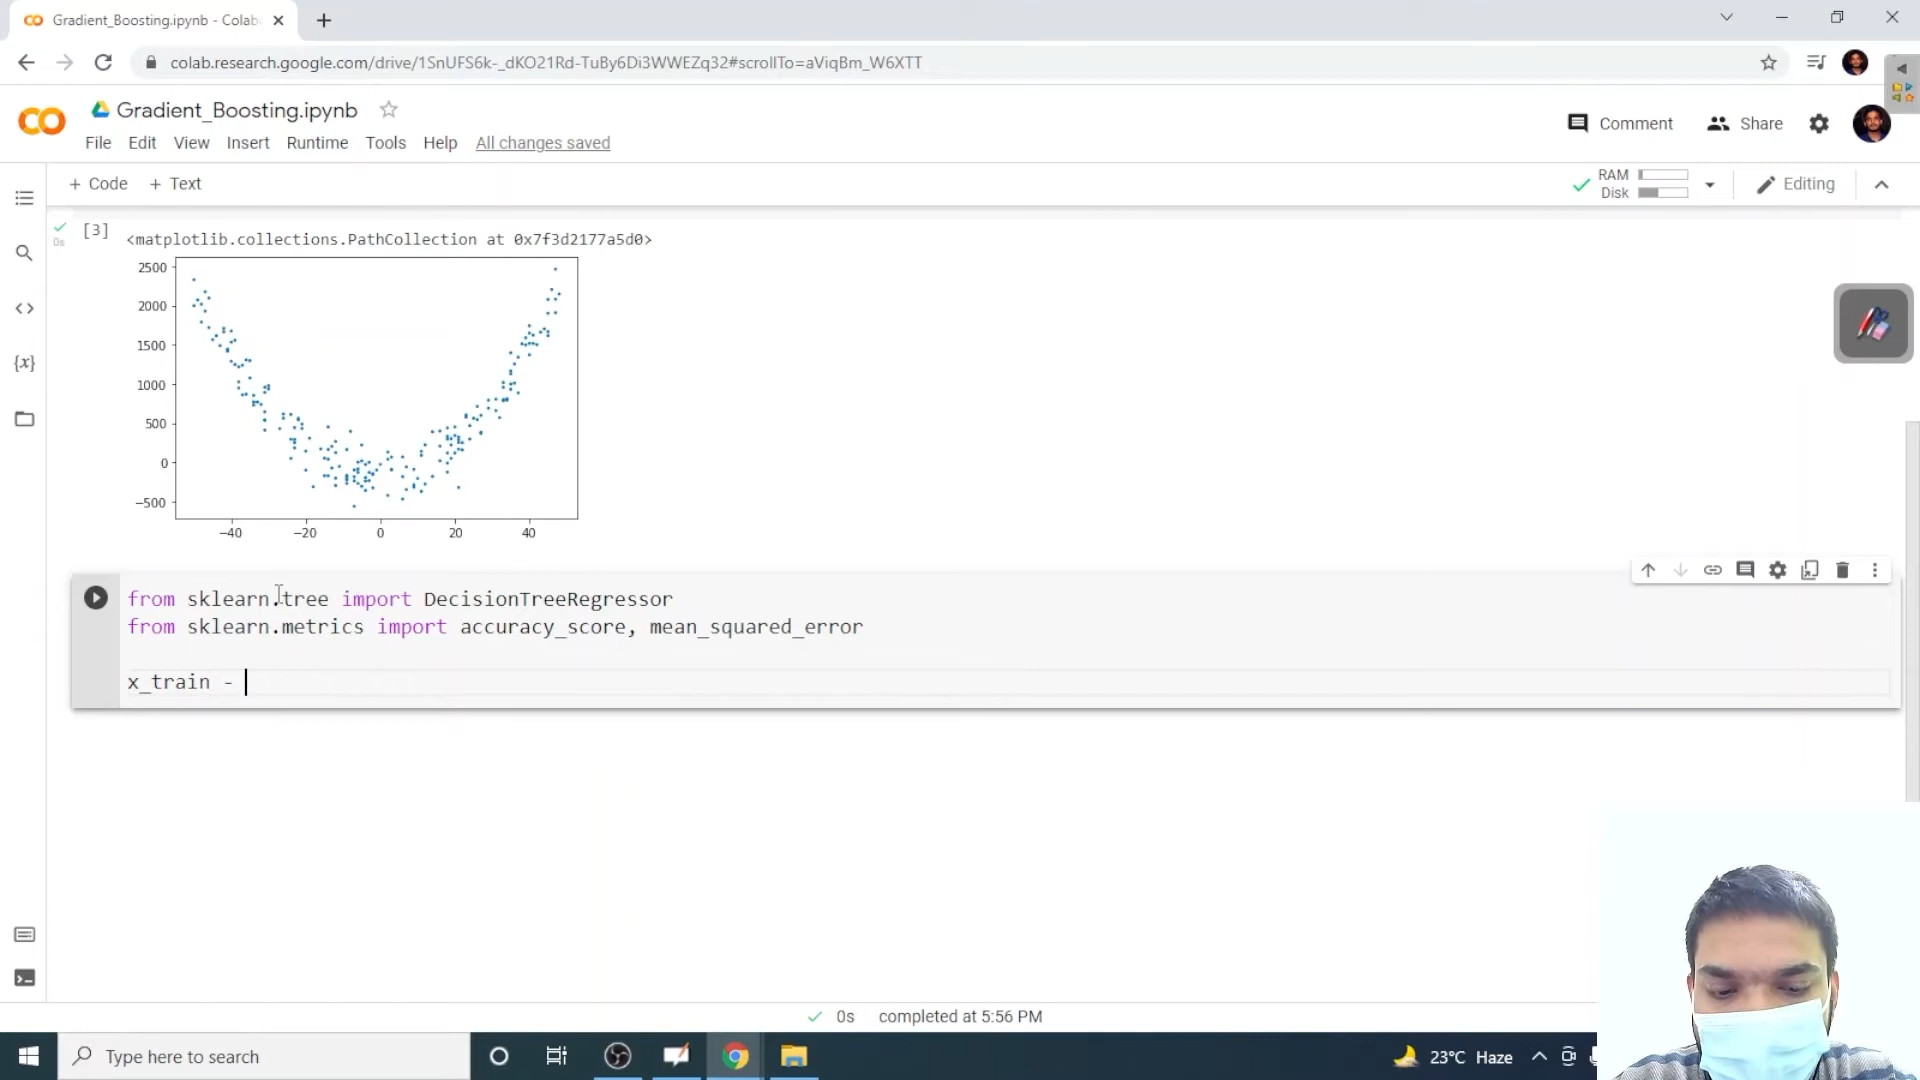 Gradient_Boosting.ipynb - Colab
colab.research.google.com/drive/1SnUFS6k-_dKO21Rd-TuBy6Di3WWEZq32#scrollTo=aViqBm_W6XTT
CO Gradient_Boosting.ipynb
Comment Share
File Edit View Insert Runtime Tools Help All changes saved
+ Code + Text
RAM
Disk
Editing
[3]
0s
<matplotlib.collections.PathCollection at 0x7f3d2177a5d0>
2500
2000
1500
1000
500
0
−500
−40 −20 0 20 40
{x}
from sklearn.tree import DecisionTreeRegressor
from sklearn.metrics import accuracy_score, mean_squared_error
x_train -
0s completed at 5:56 PM
Type here to search
23°C Haze